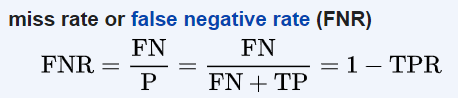 miss rate or false negative rate (FNR)
FNR = FN/P = FN/(FN + TP) = 1 − TPR